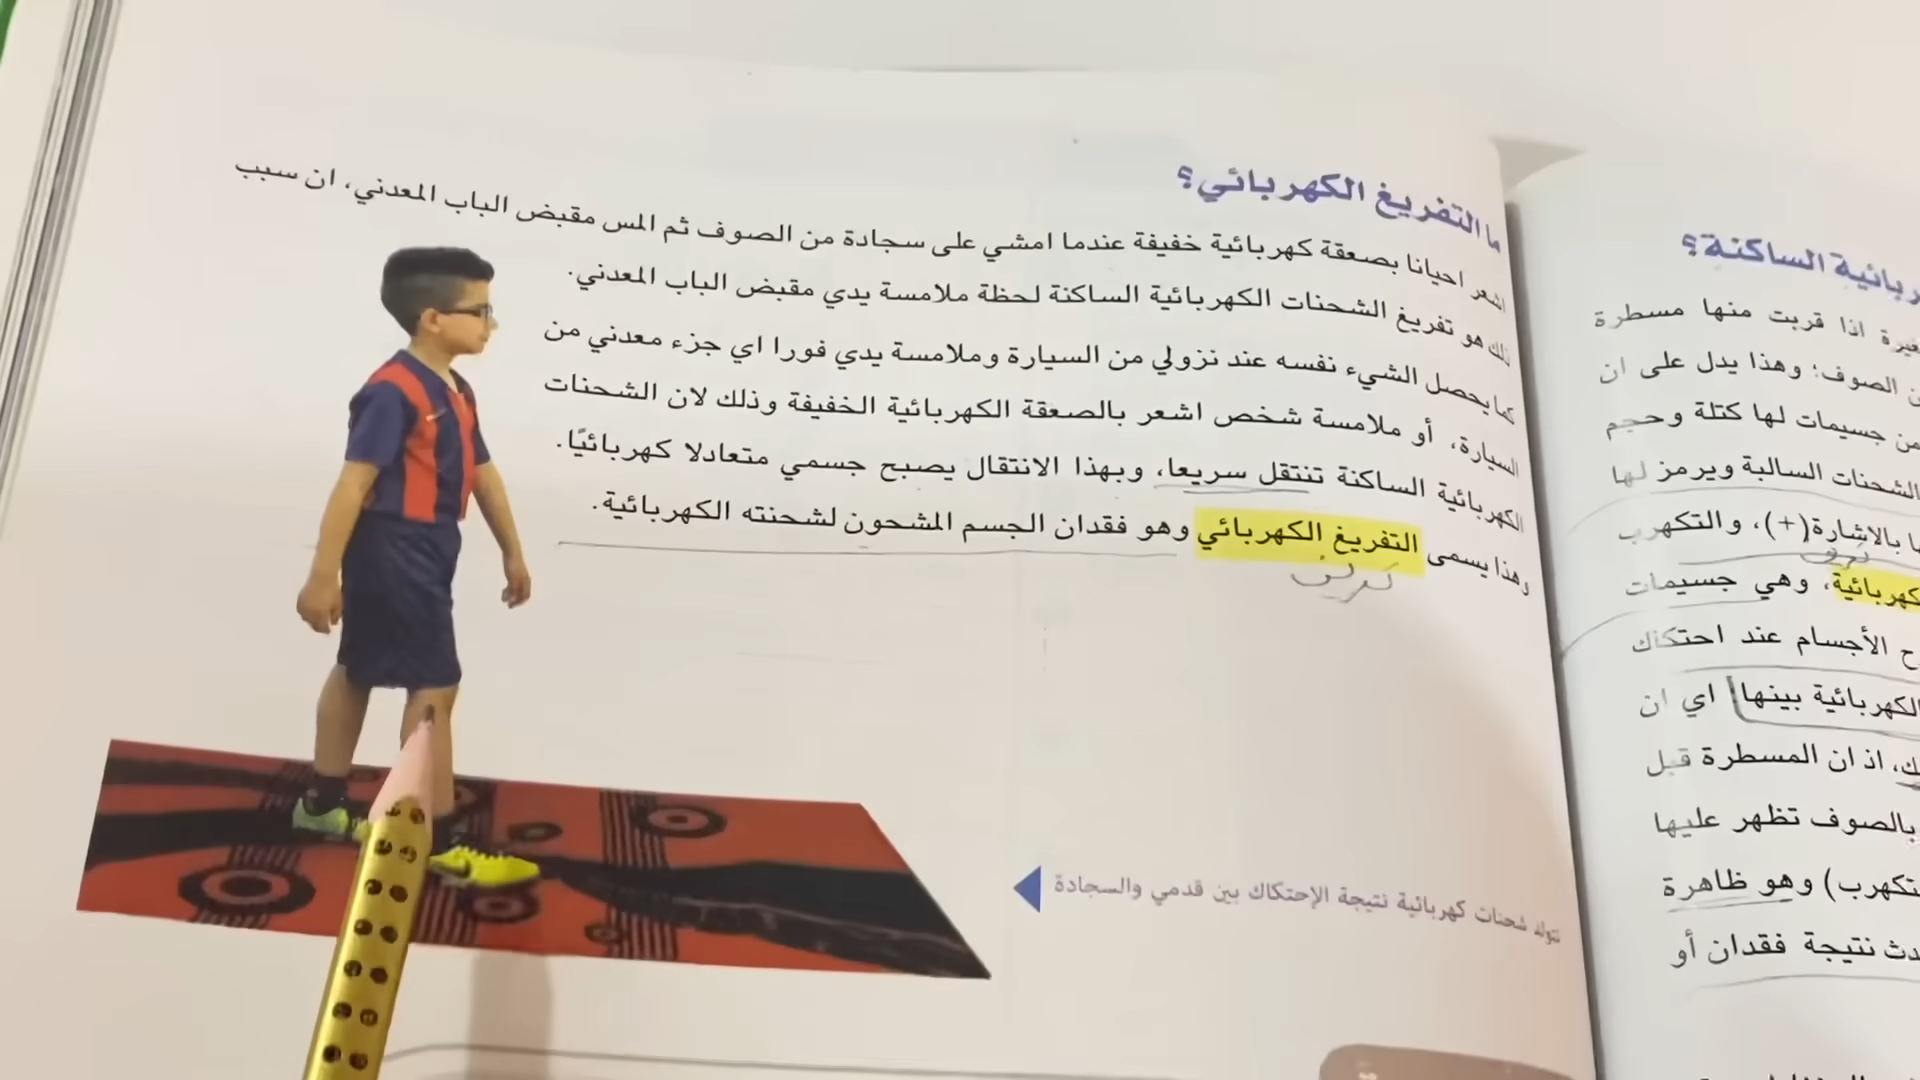 ما التفريغ الكهربائي؟
اشعر احيانا بصعقة كهربائية خفيفة عندما امشي على سجادة من الصوف ثم المس مقبض الباب المعدني، ان سبب
ذلك هو تفريغ الشحنات الكهربائية الساكنة لحظة ملامسة يدي مقبض الباب المعدني.
كما يحصل الشيء نفسه عند نزولي من السيارة وملامسة يدي فورا اي جزء معدني من
السيارة، أو ملامسة شخص اشعر بالصعقة الكهربائية الخفيفة وذلك لان الشحنات
الكهربائية الساكنة تنتقل سريعا، وبهذا الانتقال يصبح جسمي متعادلا كهربائيًا.
وهذا يسمى التفريغ الكهربائي وهو فقدان الجسم المشحون لشحنته الكهربائية.
تتولد شحنات كهربائية نتيجة الإحتكاك بين قدمي والسجادة
الساكنة؟
اذا قربت منها مسطرة
الصوف؛ وهذا يدل على ان
من جسيمات لها كتلة وحجم
الشحنات السالبة ويرمز لها
بالاشارة(+)، والتكهرب
، وهي جسيمات
الأجسام عند احتكاك
الكهربائية بينها اي ان
، اذ ان المسطرة قبل
بالصوف تظهر عليها
) وهو ظاهرة
نتيجة فقدان أو